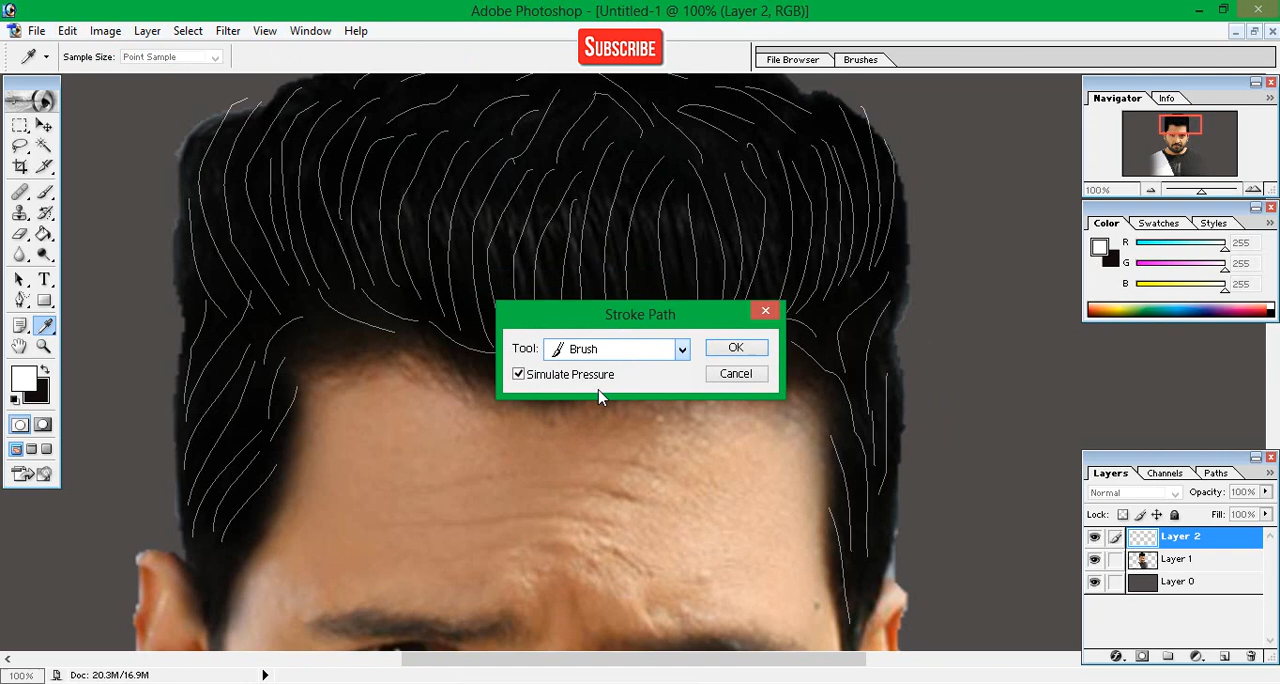 Adobe Photoshop - [Untitled-1 @ 100% (Layer 2, RGB)]
File Edit Image Layer Select Filter View Window Help
SUBSCRIBE
Sample Size: Point Sample
File Browser Brushes
Navigator Info
100%
Color Swatches Styles
R 255
G 255
B 255
Stroke Path
Tool: Brush OK
Simulate Pressure Cancel
T
Layers Channels Paths
Normal Opacity: 100%
Lock: Fill: 100%
Layer 2
Layer 1
Layer 0
100% Doc: 20.3M/16.9M